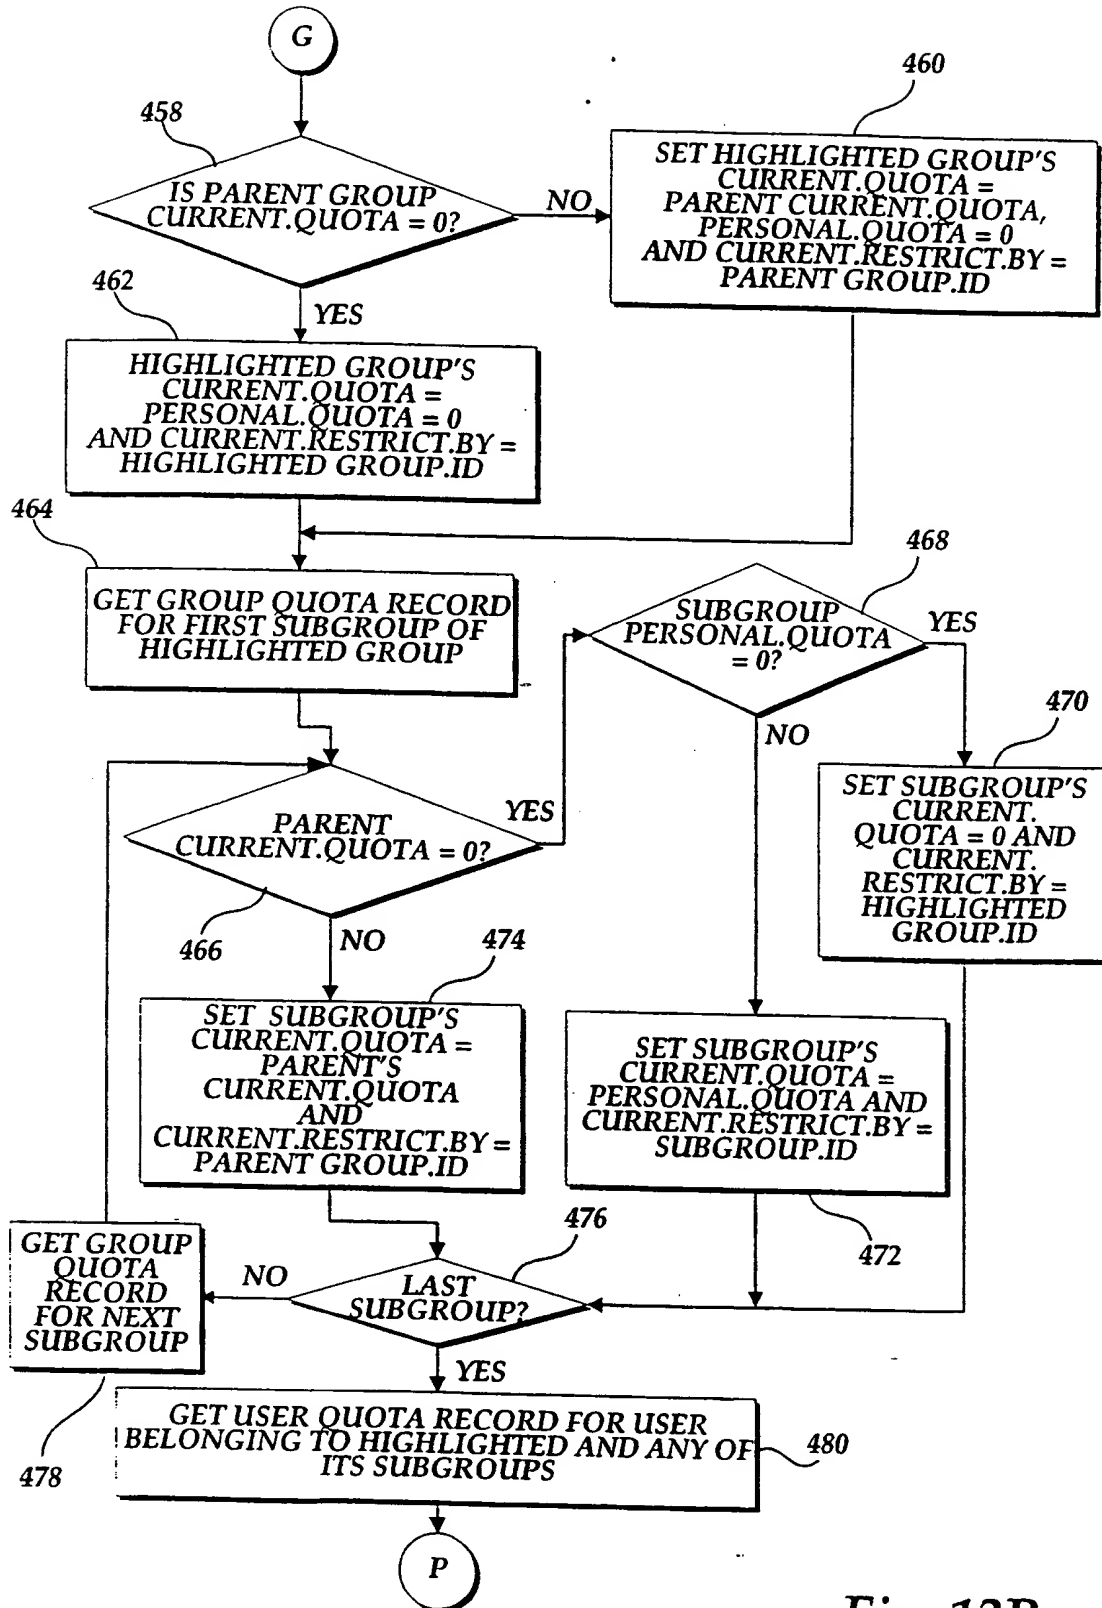 G
458
460
IS PARENT GROUP
CURRENT.QUOTA = 0?
NO
SET HIGHLIGHTED GROUP'S
CURRENT.QUOTA =
PARENT CURRENT.QUOTA,
PERSONAL.QUOTA = 0
AND CURRENT.RESTRICT.BY =
PARENT GROUP.ID
462
YES
HIGHLIGHTED GROUP'S
CURRENT.QUOTA =
PERSONAL.QUOTA = 0
AND CURRENT.RESTRICT.BY =
HIGHLIGHTED GROUP.ID
464
GET GROUP QUOTA RECORD
FOR FIRST SUBGROUP OF
HIGHLIGHTED GROUP
468
SUBGROUP
PERSONAL.QUOTA
= 0?
YES
NO
470
SET SUBGROUP'S
CURRENT.
QUOTA = 0 AND
CURRENT.
RESTRICT.BY =
HIGHLIGHTED
GROUP.ID
PARENT
CURRENT.QUOTA = 0?
YES
466
NO
474
SET SUBGROUP'S
CURRENT.QUOTA =
PARENT'S
CURRENT.QUOTA
AND
CURRENT.RESTRICT.BY =
PARENT GROUP.ID
SET SUBGROUP'S
CURRENT.QUOTA =
PERSONAL.QUOTA AND
CURRENT.RESTRICT.BY =
SUBGROUP.ID
472
476
LAST
SUBGROUP?
NO
GET GROUP
QUOTA
RECORD
FOR NEXT
SUBGROUP
478
YES
GET USER QUOTA RECORD FOR USER
BELONGING TO HIGHLIGHTED AND ANY OF
ITS SUBGROUPS
480
P